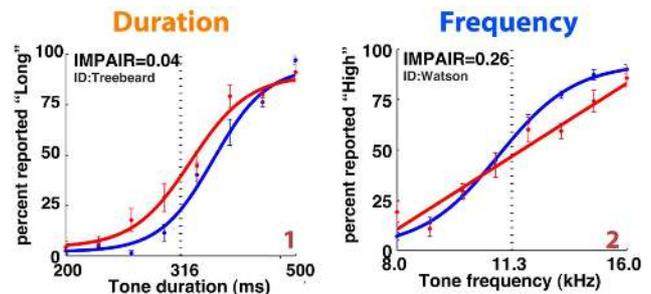 Duration
IMPAIR=0.04
ID:Treebeard
percent reported "Long"
100
75
50
25
0
200
316
500
Tone duration (ms)
1
Frequency
IMPAIR=0.26
ID:Watson
percent reported "High"
100
75
50
25
0
8.0
11.3
16.0
Tone frequency (kHz)
2